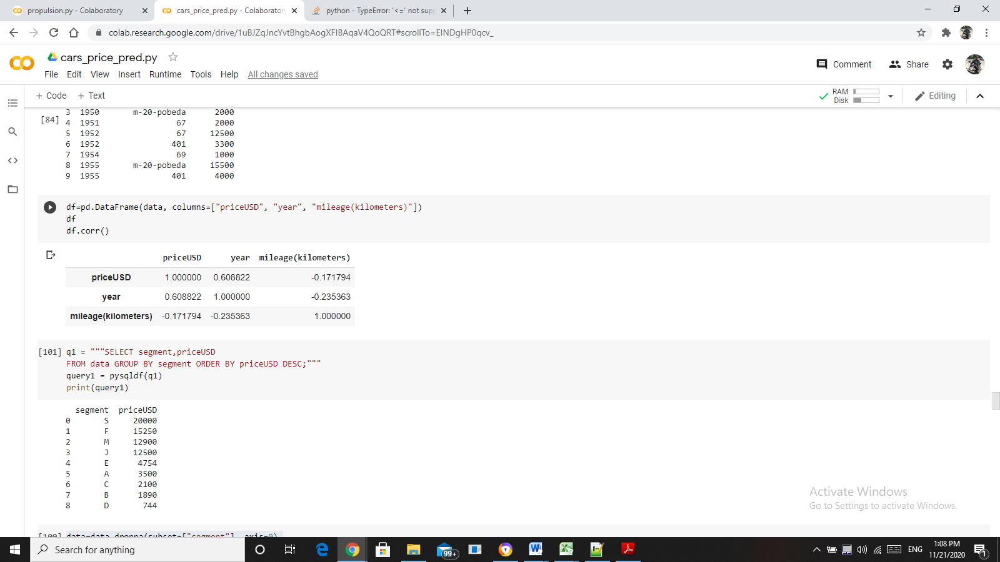 propulsion.py - Colaboratory
cars_price_pred.py - Colaborator
python - TypeError: '<=' not supp
colab.research.google.com/drive/1uBJZqJncYvtBhgbAogXFIBAqaV4QoQRT#scrollTo=EINDgHP0qcv_
CO cars_price_pred.py
Comment Share
File Edit View Insert Runtime Tools Help All changes saved
+ Code + Text
RAM
Disk
Editing
3 1950 m-20-pobeda 2000
[84] 4 1951 67 2000
5 1952 67 12500
6 1952 401 3300
7 1954 69 1000
8 1955 m-20-pobeda 15500
9 1955 401 4000
df=pd.DataFrame(data, columns=["priceUSD", "year", "mileage(kilometers)"])
df
df.corr()
priceUSD year mileage(kilometers)
priceUSD 1.000000 0.608822 -0.171794
year 0.608822 1.000000 -0.235363
mileage(kilometers) -0.171794 -0.235363 1.000000
[101] q1 = """SELECT segment,priceUSD
FROM data GROUP BY segment ORDER BY priceUSD DESC;"""
query1 = pysqldf(q1)
print(query1)
segment priceUSD
0 S 20000
1 F 15250
2 M 12900
3 J 12500
4 E 4754
5 A 3500
6 C 2100
7 B 1890
8 D 744
Activate Windows
Go to Settings to activate Windows.
[100] data=data.dropna(subset=["segment"], axis=0)
Search for anything
99+
ENG
1:08 PM
11/21/2020
1